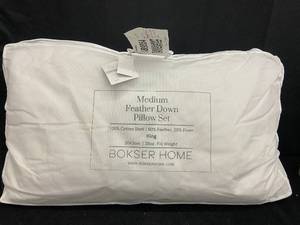 Medium
Feather Down
Pillow Set
100% Cotton Shell | 80% Feather, 20% Down
King
BOKSER HOME